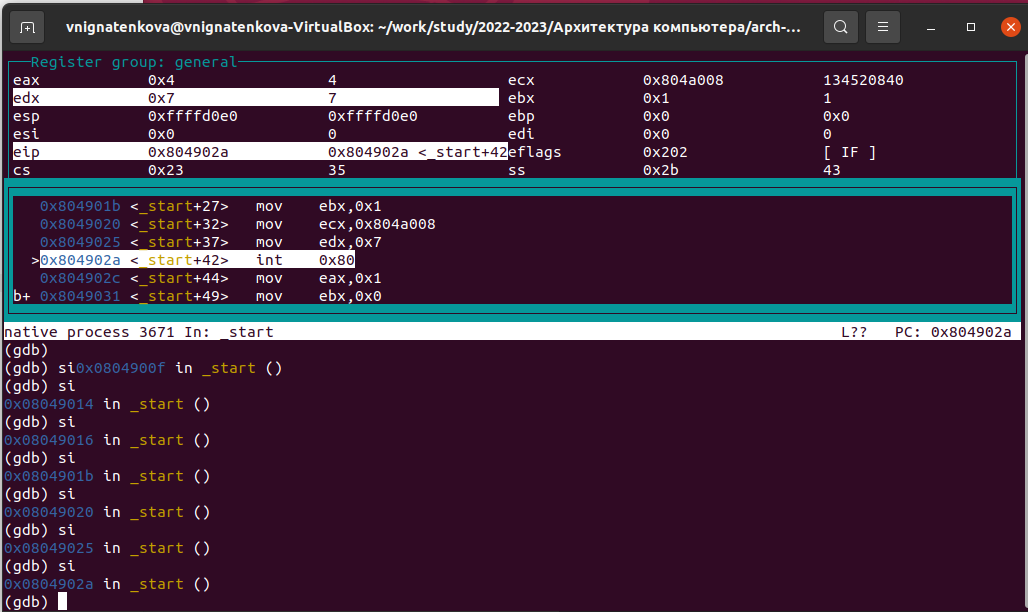 vnignatenkova@vnignatenkova-VirtualBox: ~/work/study/2022-2023/Архитектура компьютера/arch-...
Register group: general
eax 0x4 4 ecx 0x804a008 134520840
edx 0x7 7 ebx 0x1 1
esp 0xffffd0e0 0xffffd0e0 ebp 0x0 0x0
esi 0x0 0 edi 0x0 0
eip 0x804902a 0x804902a <_start+42 eflags 0x202 [ IF ]
cs 0x23 35 ss 0x2b 43
0x804901b <_start+27> mov ebx,0x1
0x8049020 <_start+32> mov ecx,0x804a008
0x8049025 <_start+37> mov edx,0x7
>0x804902a <_start+42> int 0x80
0x804902c <_start+44> mov eax,0x1
b+ 0x8049031 <_start+49> mov ebx,0x0
native process 3671 In: _start L?? PC: 0x804902a
(gdb)
(gdb) si0x0804900f in _start ()
(gdb) si
0x08049014 in _start ()
(gdb) si
0x08049016 in _start ()
(gdb) si
0x0804901b in _start ()
(gdb) si
0x08049020 in _start ()
(gdb) si
0x08049025 in _start ()
(gdb) si
0x0804902a in _start ()
(gdb)